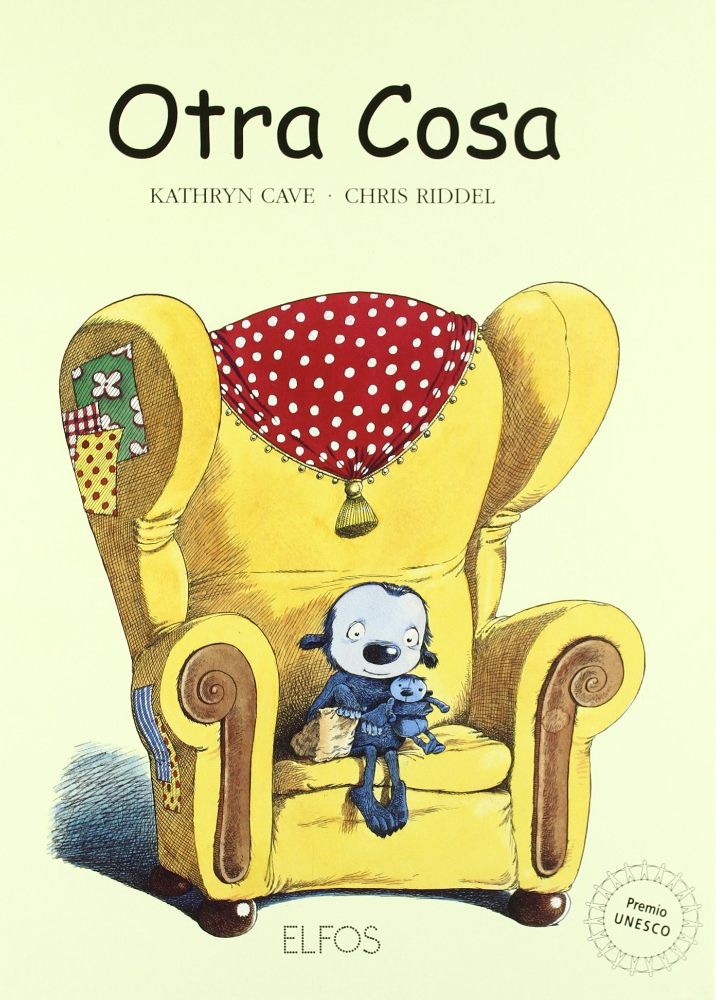 Otra Cosa
KATHRYN CAVE · CHRIS RIDDEL
ELFOS
Premio
UNESCO